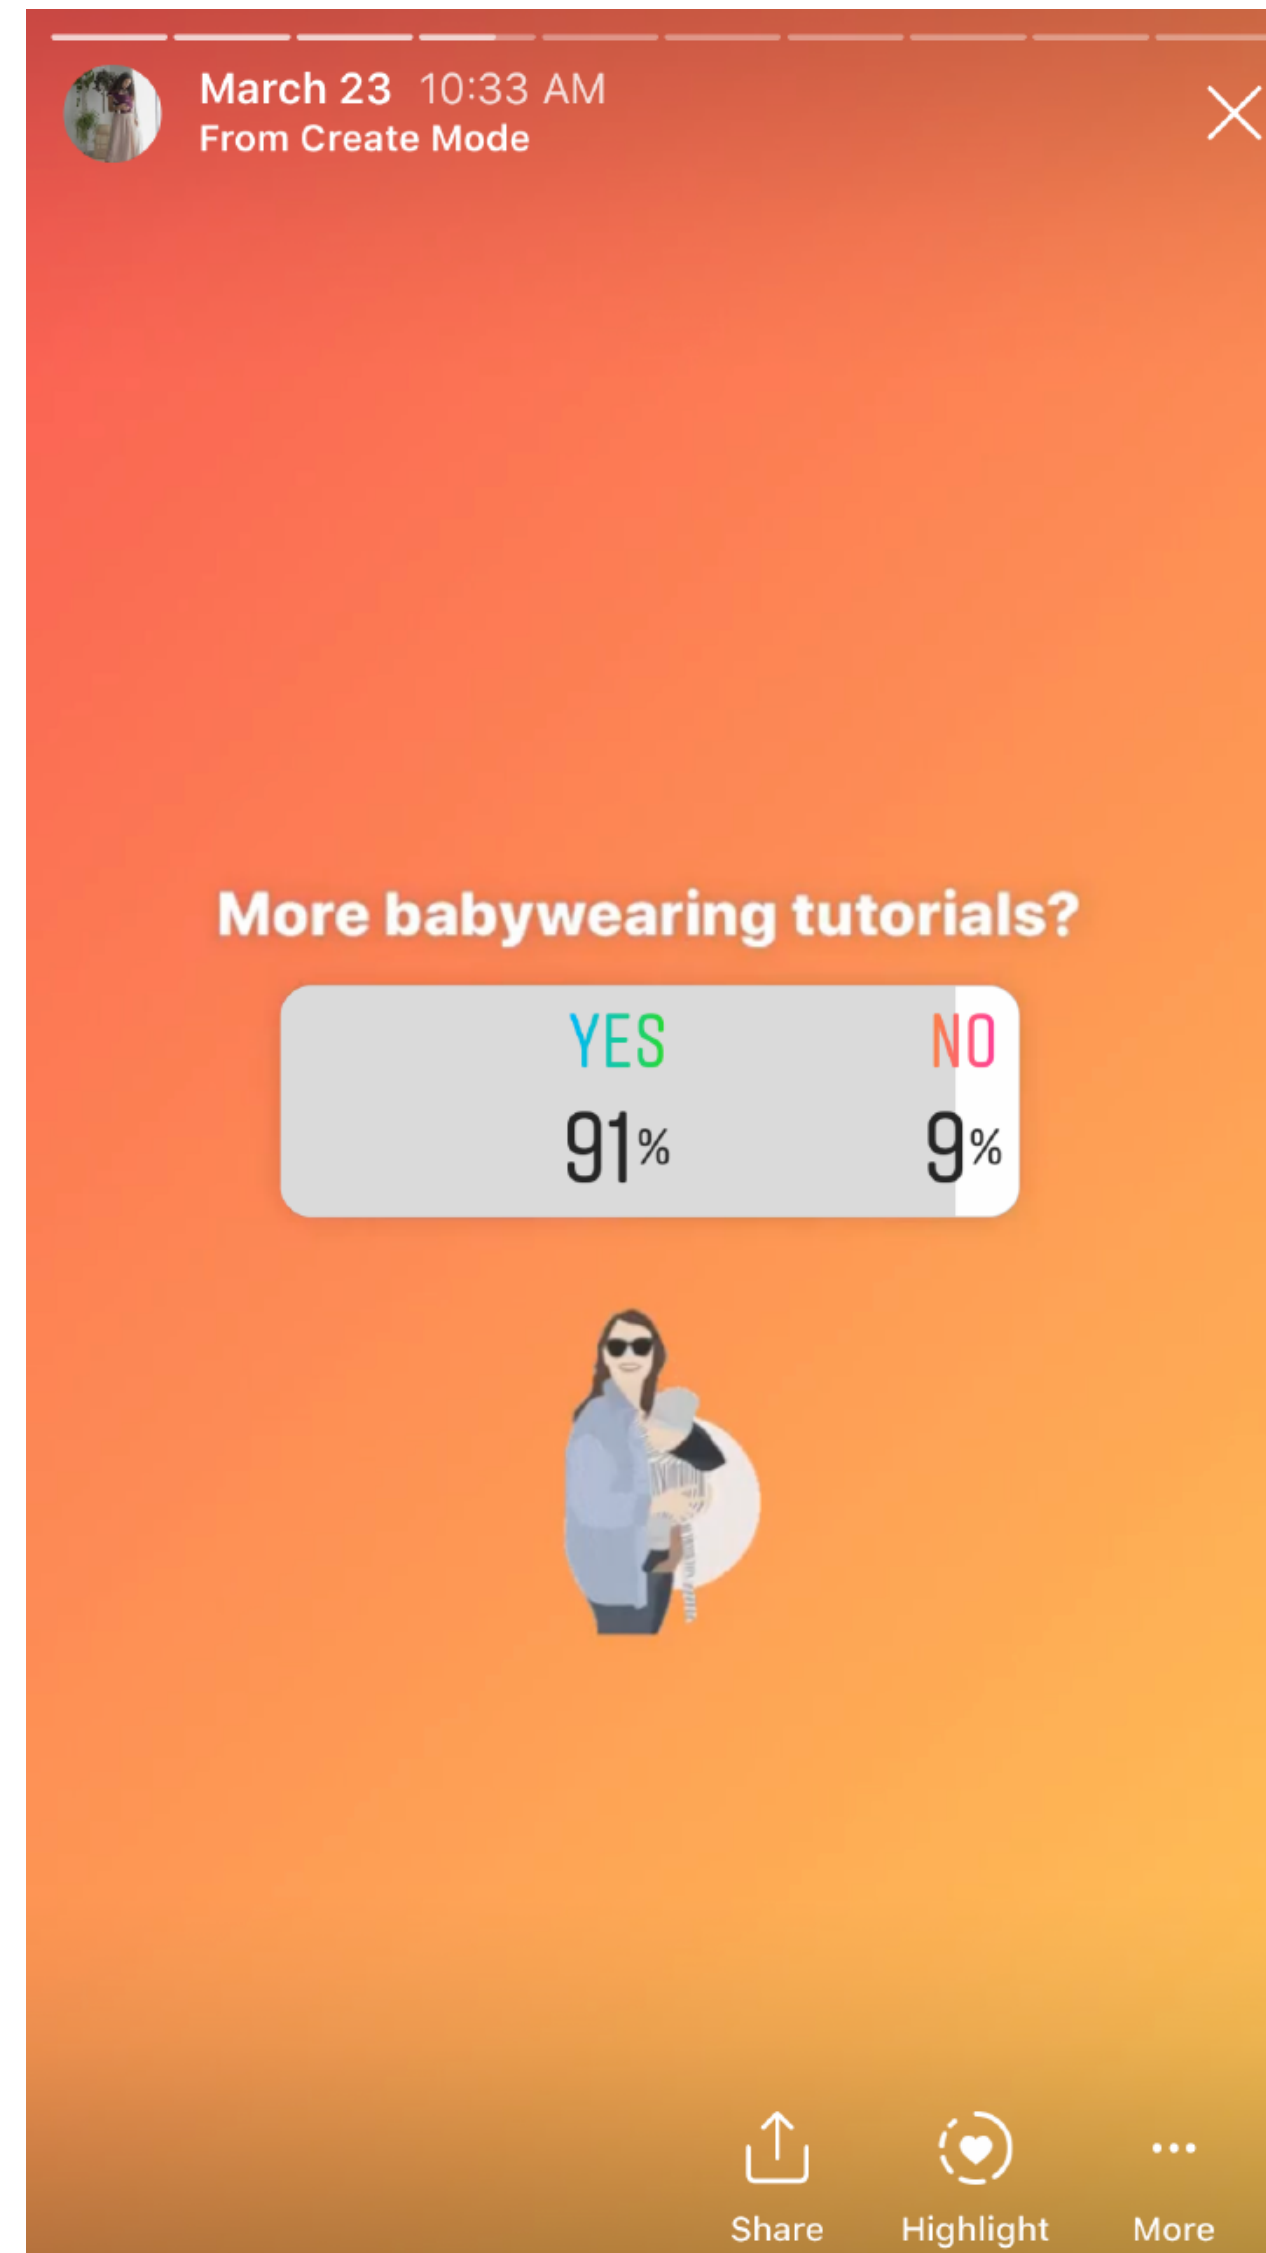 March 23 10:33 AM
From Create Mode
More babywearing tutorials?
YES NO
91% 9%
Share Highlight More